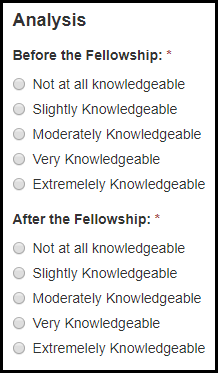 Analysis
Before the Fellowship: *
Not at all knowledgeable
Slightly Knowledgeable
Moderately Knowledgeable
Very Knowledgeable
Extremelely Knowledgeable
After the Fellowship: *
Not at all knowledgeable
Slightly Knowledgeable
Moderately Knowledgeable
Very Knowledgeable
Extremelely Knowledgeable